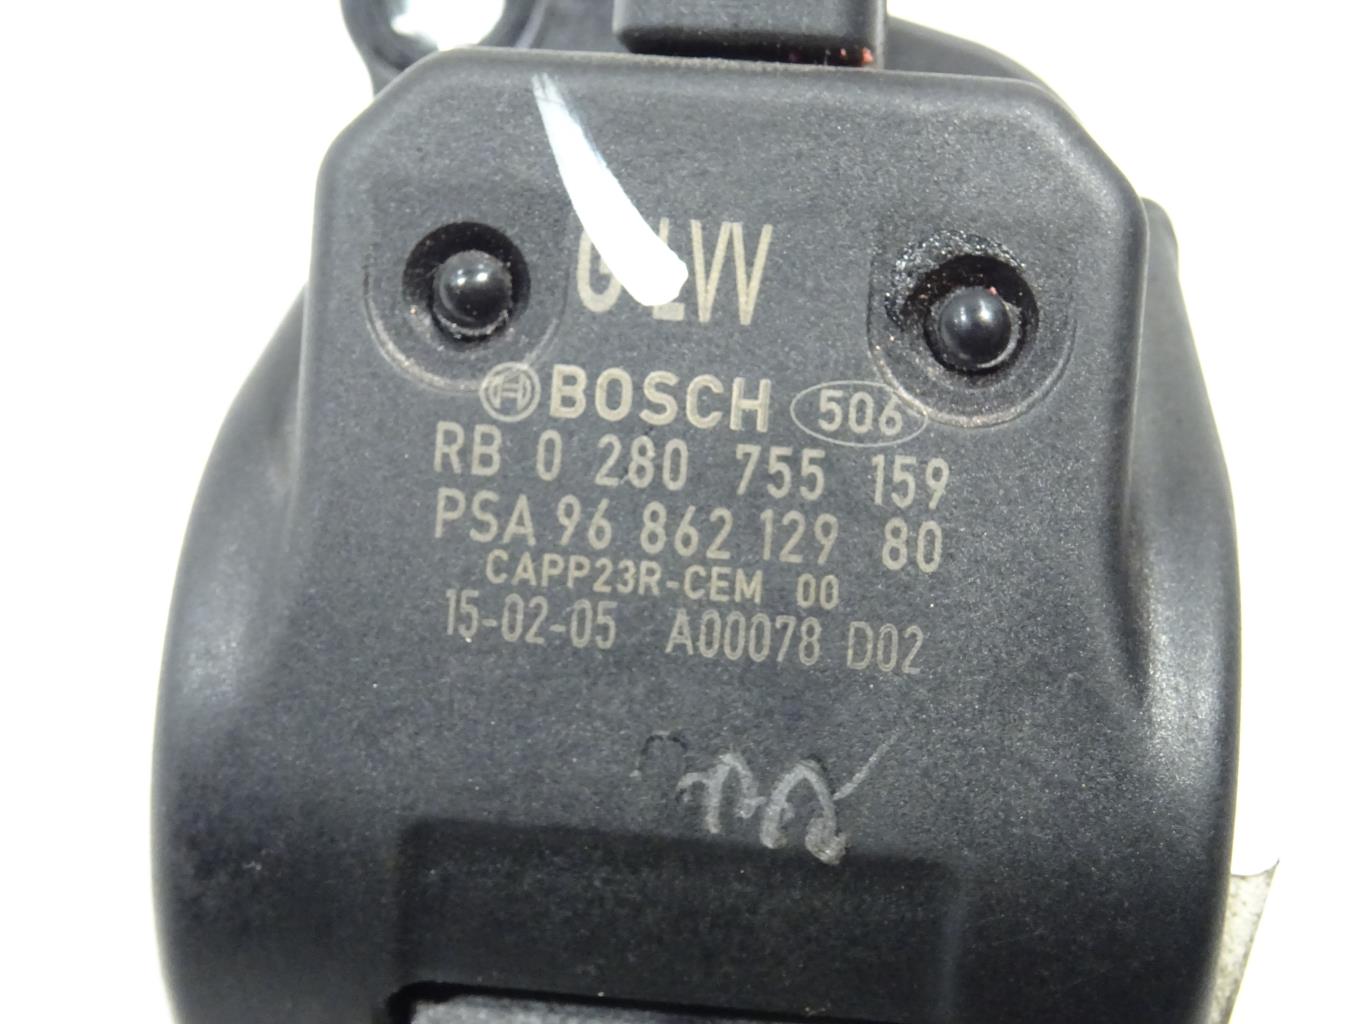 BOSCH 506
RB 0 280 755 159
PSA 96 862 129 80
CAPP23R-CEM 00
15-02-05 A00078 D02